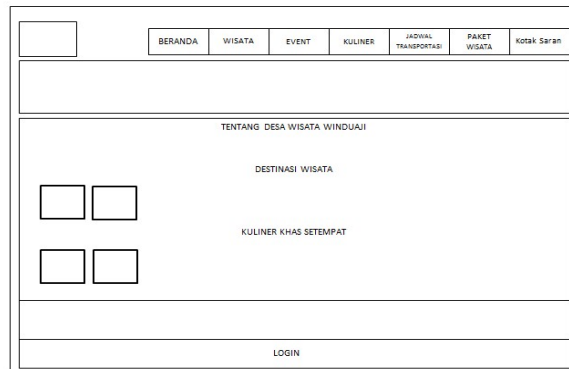 BERANDA
WISATA
EVENT
KULINER
JADWAL
TRANSPORTASI
PAKET
WISATA
Kotak Saran
TENTANG DESA WISATA WINDUAJI
DESTINASI WISATA
KULINER KHAS SETEMPAT
LOGIN